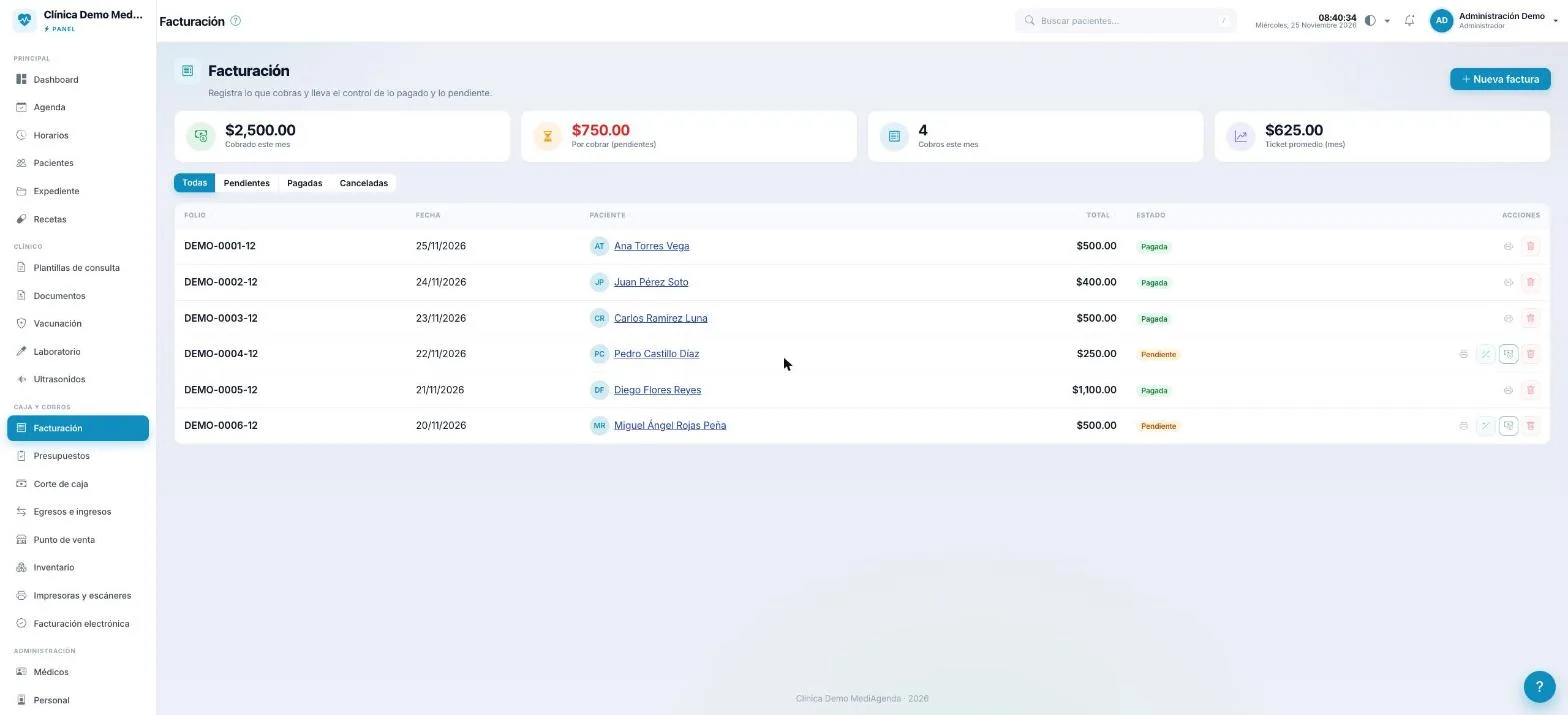 Clínica Demo Med...
PANEL
Facturación ?
Buscar pacientes... /
08:40:34
Miércoles, 25 Noviembre 2026
AD
Administración Demo
Administrador
PRINCIPAL
Dashboard
Agenda
Horarios
Pacientes
Expediente
Recetas
CLÍNICO
Plantillas de consulta
Documentos
Vacunación
Laboratorio
Ultrasonidos
CAJA Y COBROS
Facturación
Presupuestos
Corte de caja
Egresos e ingresos
Punto de venta
Inventario
Impresoras y escáneres
Facturación electrónica
ADMINISTRACIÓN
Médicos
Personal
Facturación
Registra lo que cobras y lleva el control de lo pagado y lo pendiente.
+ Nueva factura
$2,500.00
Cobrado este mes
$750.00
Por cobrar (pendientes)
4
Cobros este mes
$625.00
Ticket promedio (mes)
Todas Pendientes Pagadas Canceladas
FOLIO FECHA PACIENTE TOTAL ESTADO ACCIONES
DEMO-0001-12 25/11/2026 AT Ana Torres Vega $500.00 Pagada
DEMO-0002-12 24/11/2026 JP Juan Pérez Soto $400.00 Pagada
DEMO-0003-12 23/11/2026 CR Carlos Ramírez Luna $500.00 Pagada
DEMO-0004-12 22/11/2026 PC Pedro Castillo Díaz $250.00 Pendiente
DEMO-0005-12 21/11/2026 DF Diego Flores Reyes $1,100.00 Pagada
DEMO-0006-12 20/11/2026 MR Miguel Ángel Rojas Peña $500.00 Pendiente
Clínica Demo MediAgenda · 2026
?